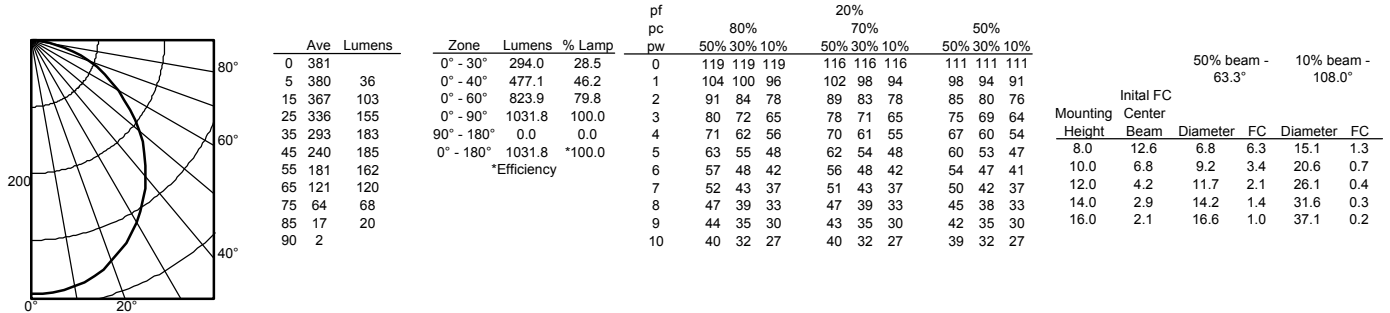 80°
60°
40°
20°
0°
200
Ave Lumens
0 381
5 380 36
15 367 103
25 336 155
35 293 183
45 240 185
55 181 162
65 121 120
75 64 68
85 17 20
90 2
Zone Lumens % Lamp
0° - 30° 294.0 28.5
0° - 40° 477.1 46.2
0° - 60° 823.9 79.8
0° - 90° 1031.8 100.0
90° - 180° 0.0 0.0
0° - 180° 1031.8 *100.0
*Efficiency
pf 20%
pc 80% 70% 50%
pw 50% 30% 10% 50% 30% 10% 50% 30% 10%
0 119 119 119 116 116 116 111 111 111
1 104 100 96 102 98 94 98 94 91
2 91 84 78 89 83 78 85 80 76
3 80 72 65 78 71 65 75 69 64
4 71 62 56 70 61 55 67 60 54
5 63 55 48 62 54 48 60 53 47
6 57 48 42 56 48 42 54 47 41
7 52 43 37 51 43 37 50 42 37
8 47 39 33 47 39 33 45 38 33
9 44 35 30 43 35 30 42 35 30
10 40 32 27 40 32 27 39 32 27
50% beam - 10% beam -
63.3° 108.0°
Inital FC
Mounting Center
Height Beam Diameter FC Diameter FC
8.0 12.6 6.8 6.3 15.1 1.3
10.0 6.8 9.2 3.4 20.6 0.7
12.0 4.2 11.7 2.1 26.1 0.4
14.0 2.9 14.2 1.4 31.6 0.3
16.0 2.1 16.6 1.0 37.1 0.2